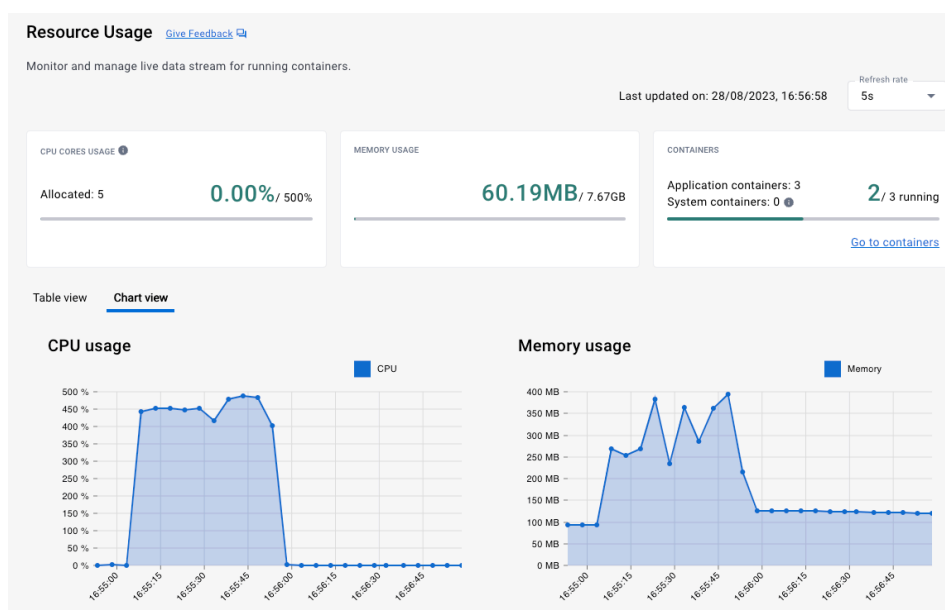 Resource Usage Give Feedback
Monitor and manage live data stream for running containers.
Last updated on: 28/08/2023, 16:56:58
Refresh rate
5s
CPU CORES USAGE
Allocated: 5
0.00% / 500%
MEMORY USAGE
60.19MB / 7.67GB
CONTAINERS
Application containers: 3
System containers: 0
2 / 3 running
Go to containers
Table view Chart view
CPU usage
CPU
500 %
450 %
400 %
350 %
300 %
250 %
200 %
150 %
100 %
50 %
0 %
16:55:00 16:55:15 16:55:30 16:55:45 16:56:00 16:56:15 16:56:30 16:56:45
Memory usage
Memory
400 MB
350 MB
300 MB
250 MB
200 MB
150 MB
100 MB
50 MB
0 MB
16:55:00 16:55:15 16:55:30 16:55:45 16:56:00 16:56:15 16:56:30 16:56:45